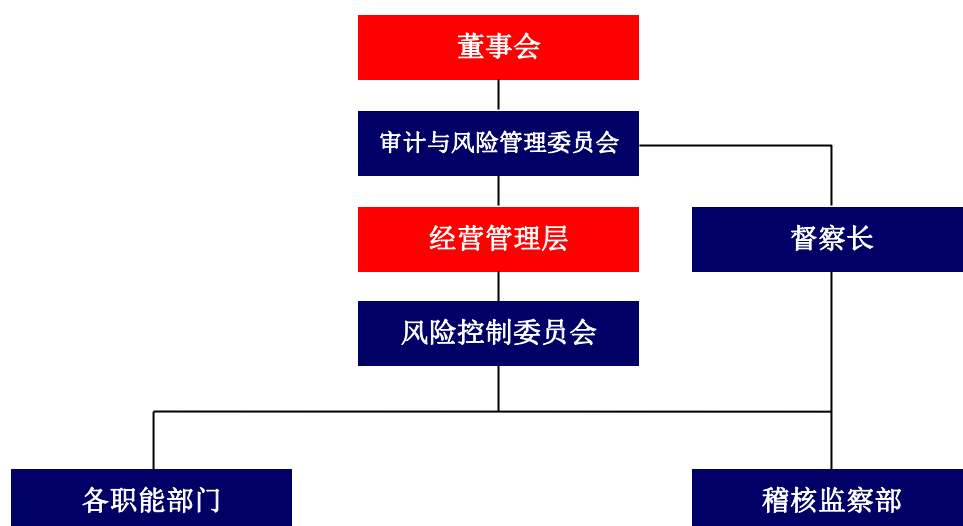 董事会
审计与风险管理委员会
经营管理层
督察长
风险控制委员会
各职能部门
稽核监察部